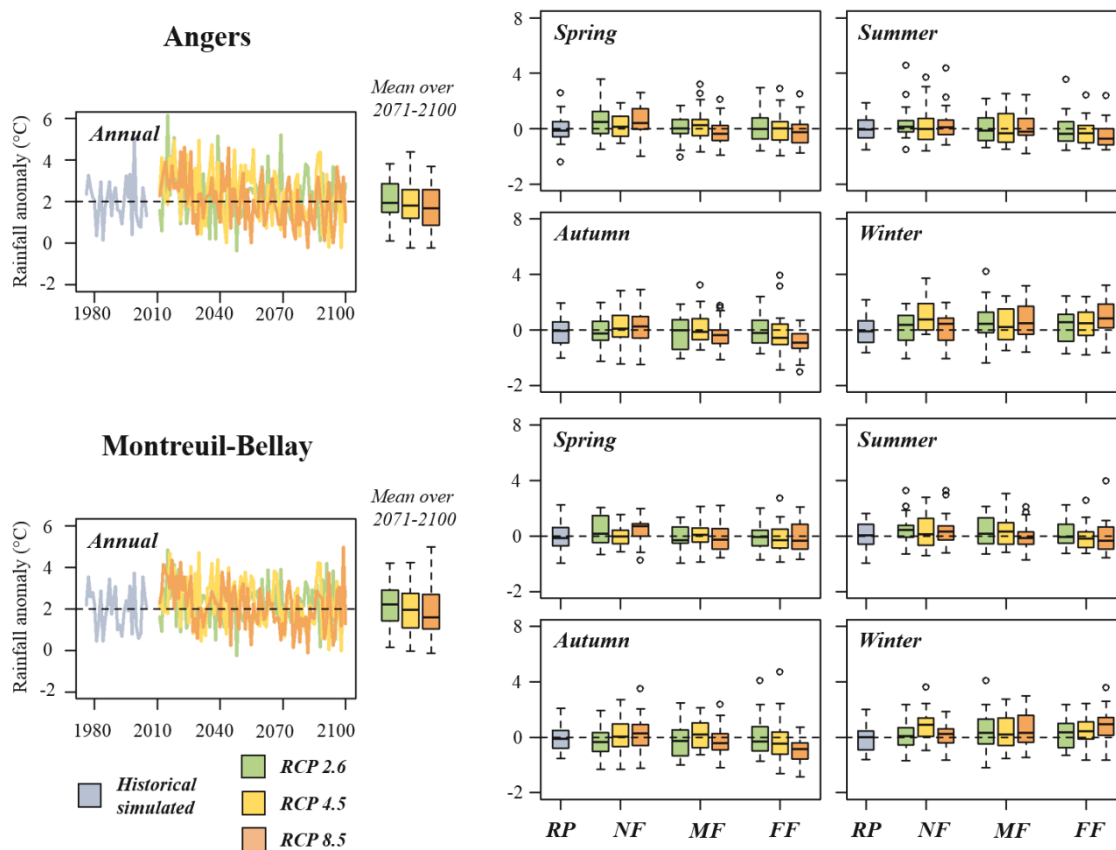 Angers
Mean over
2071-2100
Rainfall anomaly (°C)
6
4
2
0
-2
Annual
1980
2010
2040
2070
2100
8
4
0
-2
Spring
Summer
8
4
0
-2
Autumn
Winter
Montreuil-Bellay
Mean over
2071-2100
Rainfall anomaly (°C)
6
4
2
0
-2
Annual
1980
2010
2040
2070
2100
8
4
0
-2
Spring
Summer
8
4
0
-2
Autumn
Winter
RP NF MF FF RP NF MF FF
Historical
simulated
RCP 2.6
RCP 4.5
RCP 8.5